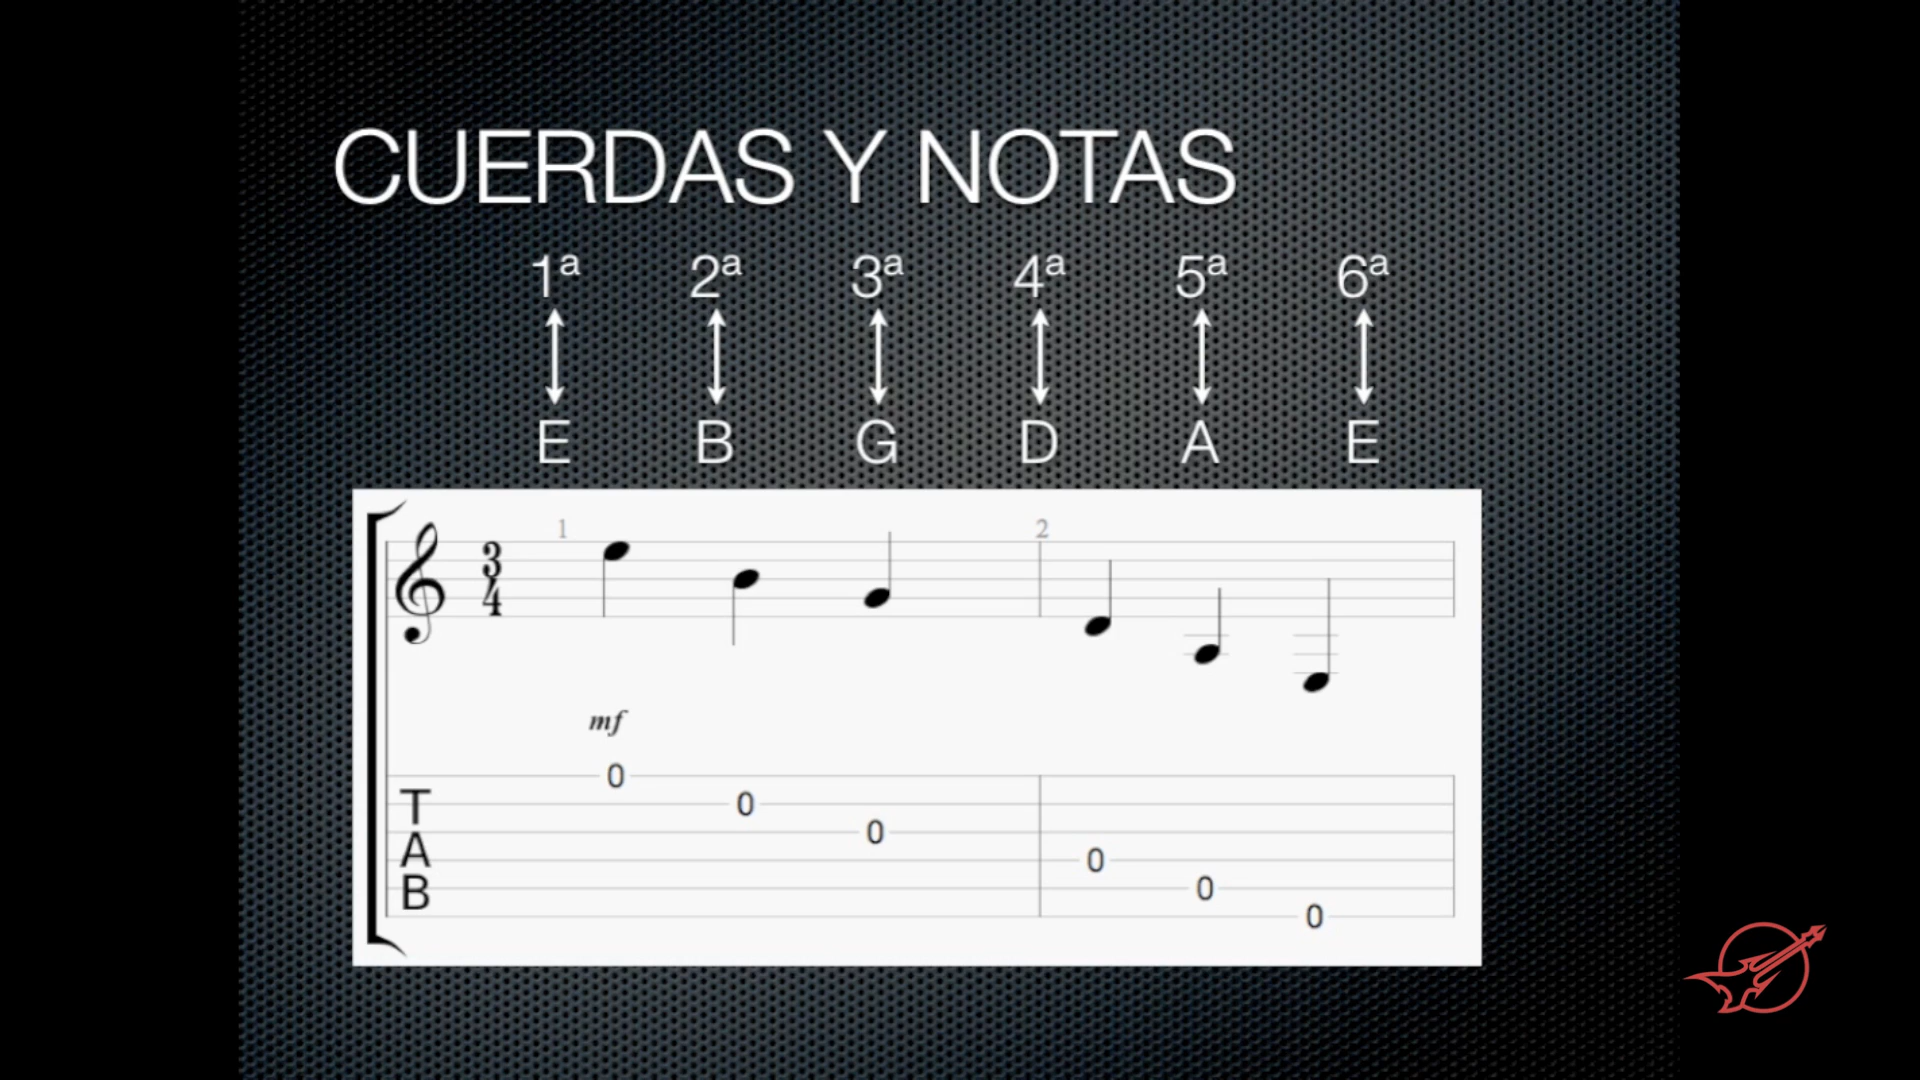 CUERDAS Y NOTAS
1ª 2ª 3ª 4ª 5ª 6ª
E B G D A E
1 2
3
4
mf
0
T 0
0
A 0
B 0
0